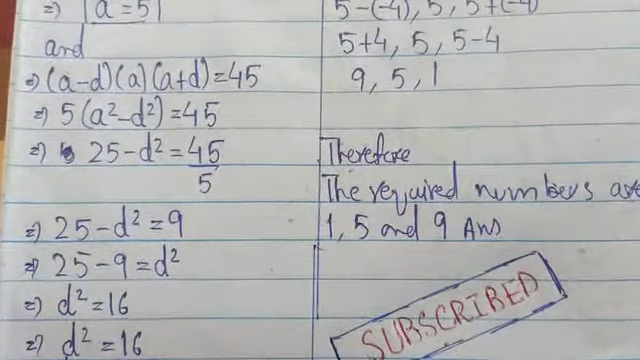 ⇒ a = 5
and
⇒ (a-d)(a)(a+d)=45
⇒ 5(a²-d²)=45
⇒ 25-d²=45/5
⇒ 25-d²=9
⇒ 25-9=d²
⇒ d²=16
⇒ d²=16
5-(-4), 5, 5+(-4)
5+4, 5, 5-4
9, 5, 1
Therefore
The required numbers are
1, 5 and 9 Ans
SUBSCRIBED